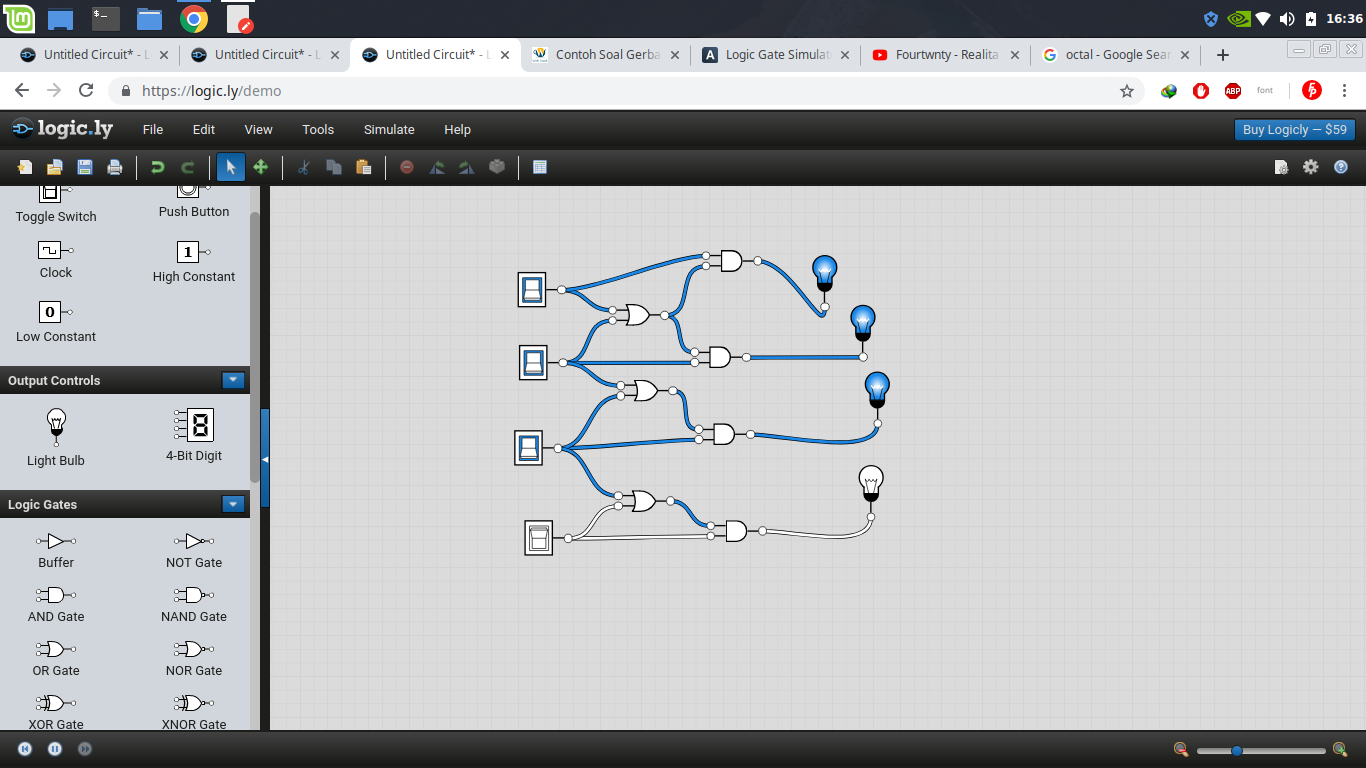 16:36
Untitled Circuit* - L
Untitled Circuit* - L
Untitled Circuit* - L
Contoh Soal Gerba
Logic Gate Simulat
Fourtwnty - Realita
octal - Google Sear
https://logic.ly/demo
ABP
font
logic.ly
File Edit View Tools Simulate Help
Buy Logicly — $59
Toggle Switch
Push Button
Clock
1
High Constant
0
Low Constant
Output Controls
Light Bulb
8
4-Bit Digit
Logic Gates
Buffer
NOT Gate
AND Gate
NAND Gate
OR Gate
NOR Gate
XOR Gate
XNOR Gate